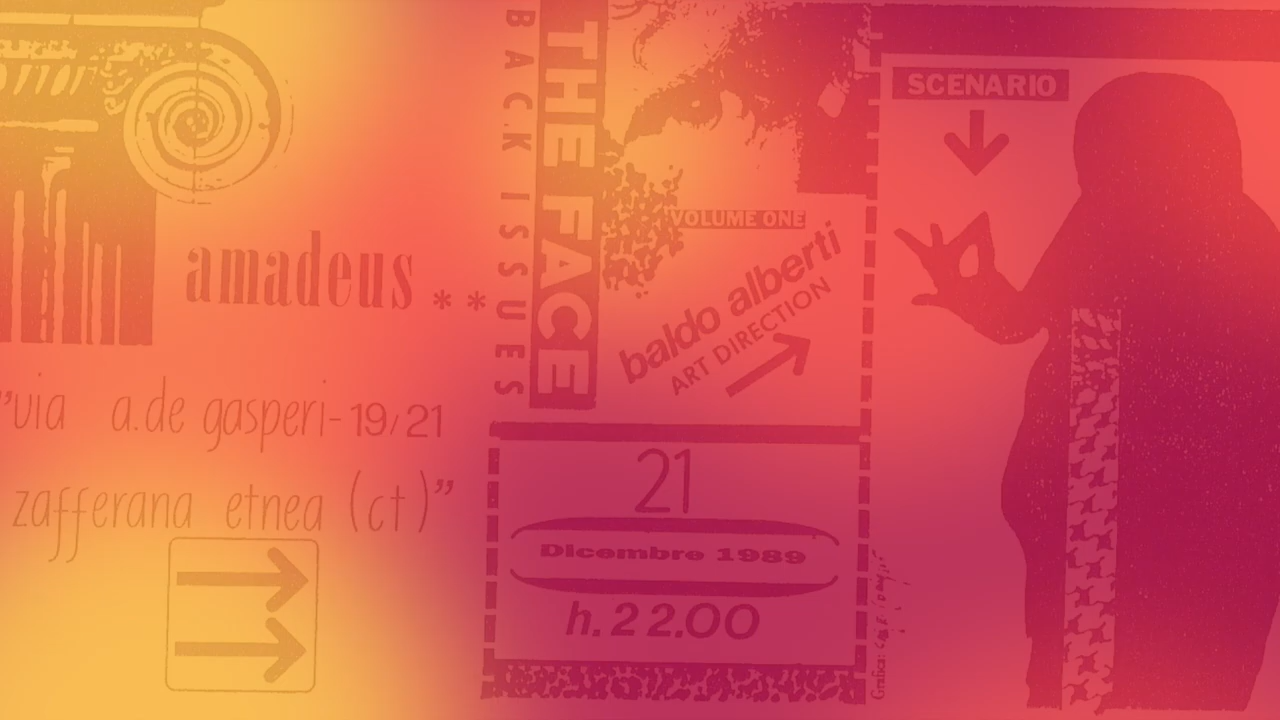 amadeus **
"via a.de gasperi-19/21
zafferana etnea (ct)"
BACK ISSUES
THE FACE
VOLUME ONE
baldo alberti
ART DIRECTION
21
Dicembre 1989
h.22.00
SCENARIO
Grafica: